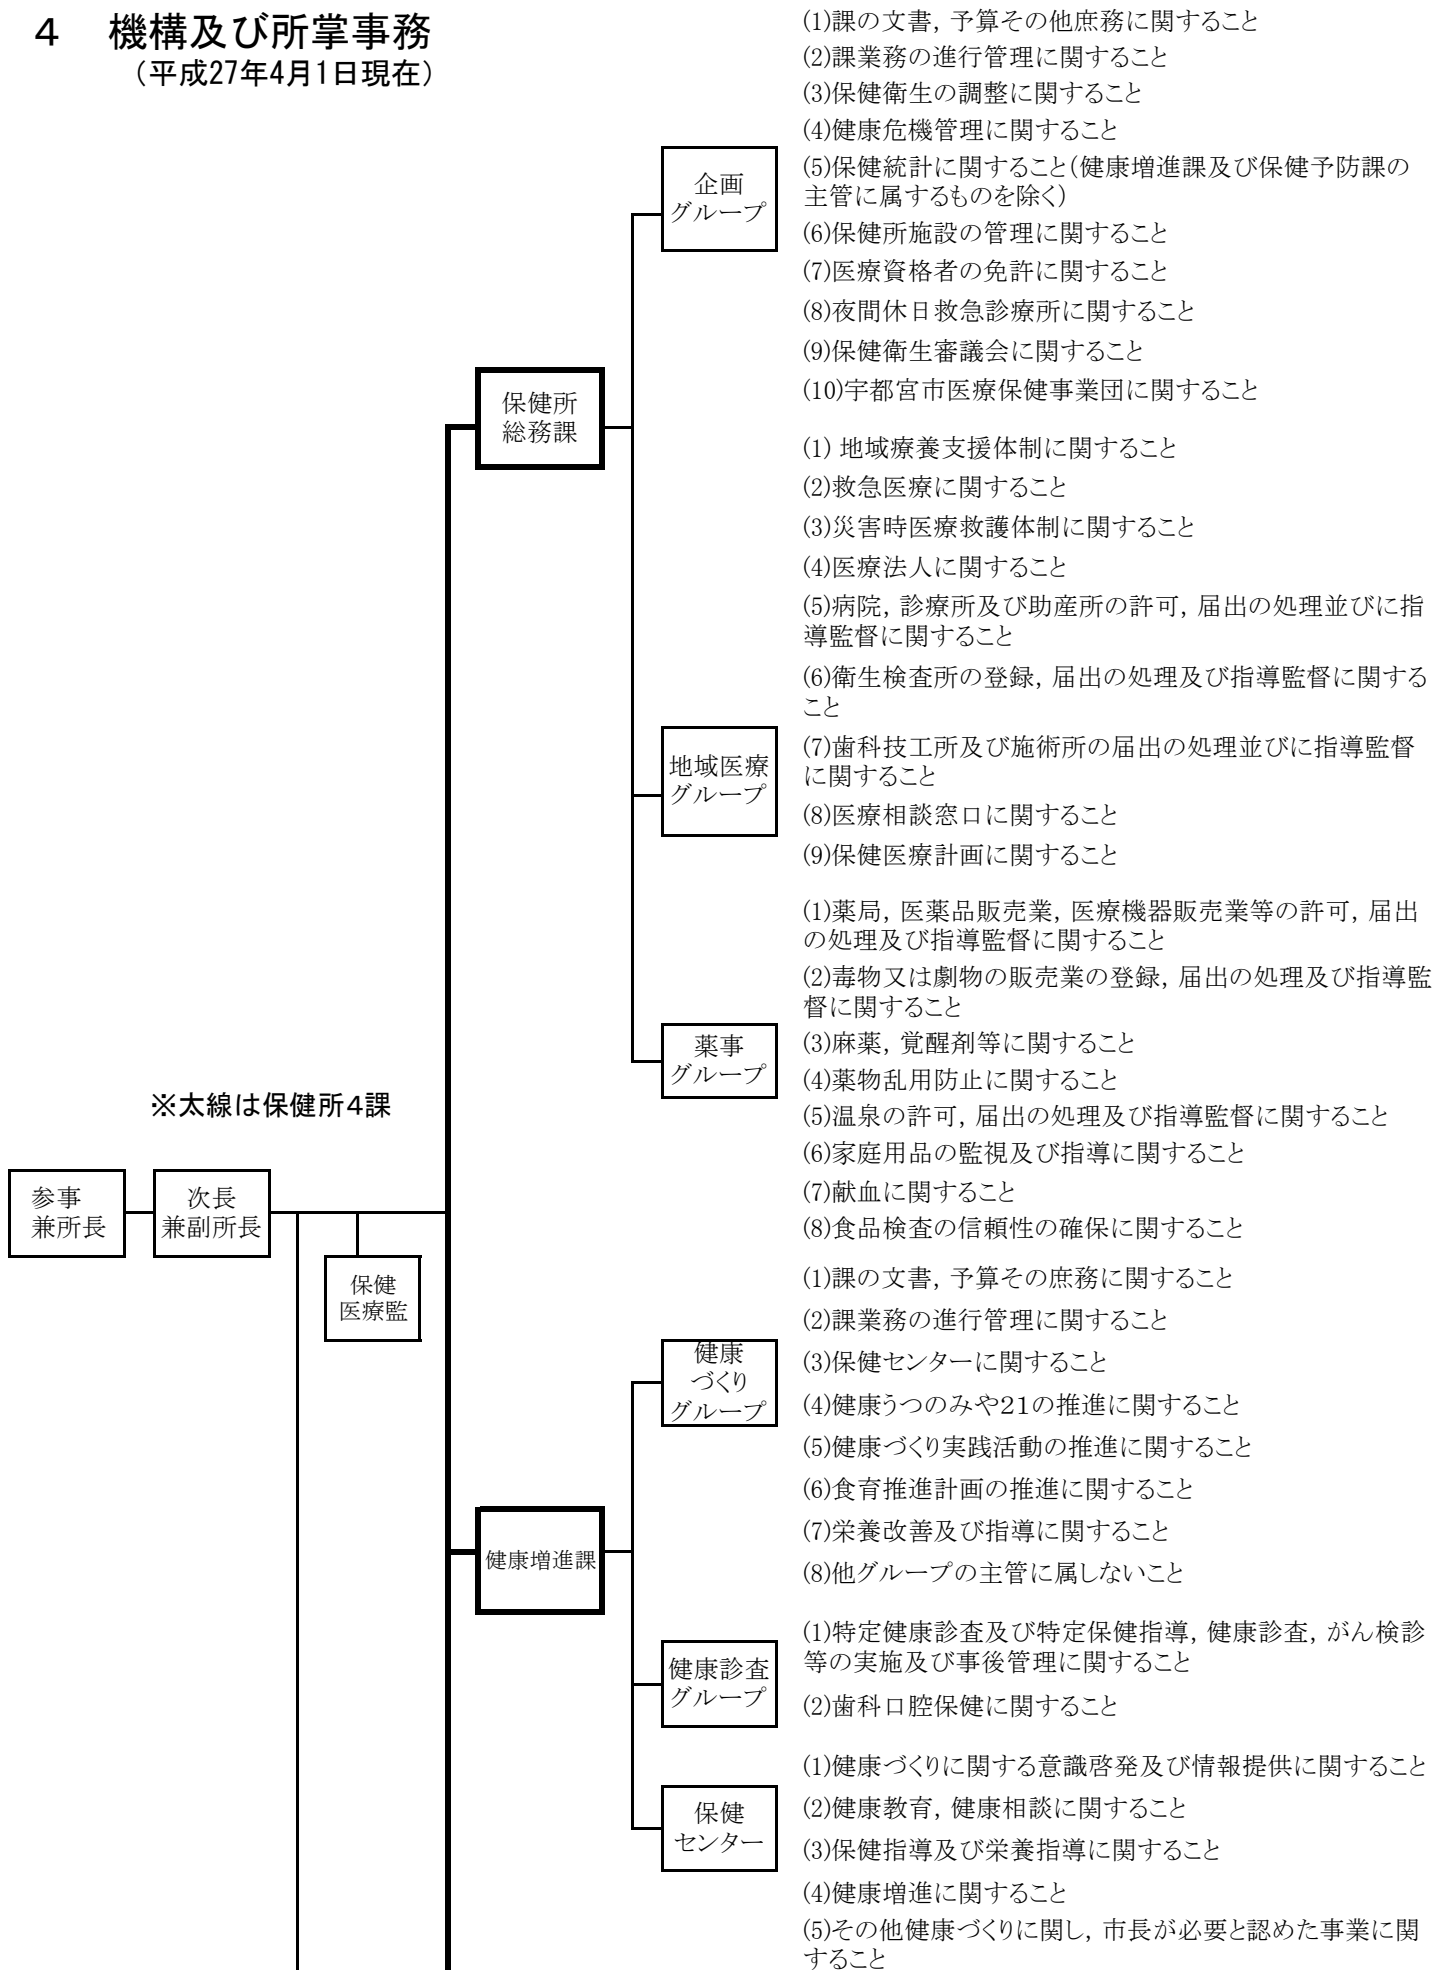 ４　機構及び所掌事務
（平成27年4月1日現在）
※太線は保健所４課
参事
兼所長
次長
兼副所長
保健
医療監
保健所
総務課
企画
グループ
(1)課の文書，予算その他庶務に関すること
(2)課業務の進行管理に関すること
(3)保健衛生の調整に関すること
(4)健康危機管理に関すること
(5)保健統計に関すること(健康増進課及び保健予防課の
主管に属するものを除く)
(6)保健所施設の管理に関すること
(7)医療資格者の免許に関すること
(8)夜間休日救急診療所に関すること
(9)保健衛生審議会に関すること
(10)宇都宮市医療保健事業団に関すること
地域医療
グループ
(1) 地域療養支援体制に関すること
(2)救急医療に関すること
(3)災害時医療救護体制に関すること
(4)医療法人に関すること
(5)病院，診療所及び助産所の許可，届出の処理並びに指
導監督に関すること
(6)衛生検査所の登録，届出の処理及び指導監督に関する
こと
(7)歯科技工所及び施術所の届出の処理並びに指導監督
に関すること
(8)医療相談窓口に関すること
(9)保健医療計画に関すること
薬事
グループ
(1)薬局，医薬品販売業，医療機器販売業等の許可，届出
の処理及び指導監督に関すること
(2)毒物又は劇物の販売業の登録，届出の処理及び指導監
督に関すること
(3)麻薬，覚醒剤等に関すること
(4)薬物乱用防止に関すること
(5)温泉の許可，届出の処理及び指導監督に関すること
(6)家庭用品の監視及び指導に関すること
(7)献血に関すること
(8)食品検査の信頼性の確保に関すること
健康増進課
健康
づくり
グループ
(1)課の文書，予算その庶務に関すること
(2)課業務の進行管理に関すること
(3)保健センターに関すること
(4)健康うつのみや２１の推進に関すること
(5)健康づくり実践活動の推進に関すること
(6)食育推進計画の推進に関すること
(7)栄養改善及び指導に関すること
(8)他グループの主管に属しないこと
健康診査
グループ
(1)特定健康診査及び特定保健指導，健康診査，がん検診
等の実施及び事後管理に関すること
(2)歯科口腔保健に関すること
保健
センター
(1)健康づくりに関する意識啓発及び情報提供に関すること
(2)健康教育，健康相談に関すること
(3)保健指導及び栄養指導に関すること
(4)健康増進に関すること
(5)その他健康づくりに関し，市長が必要と認めた事業に関
すること